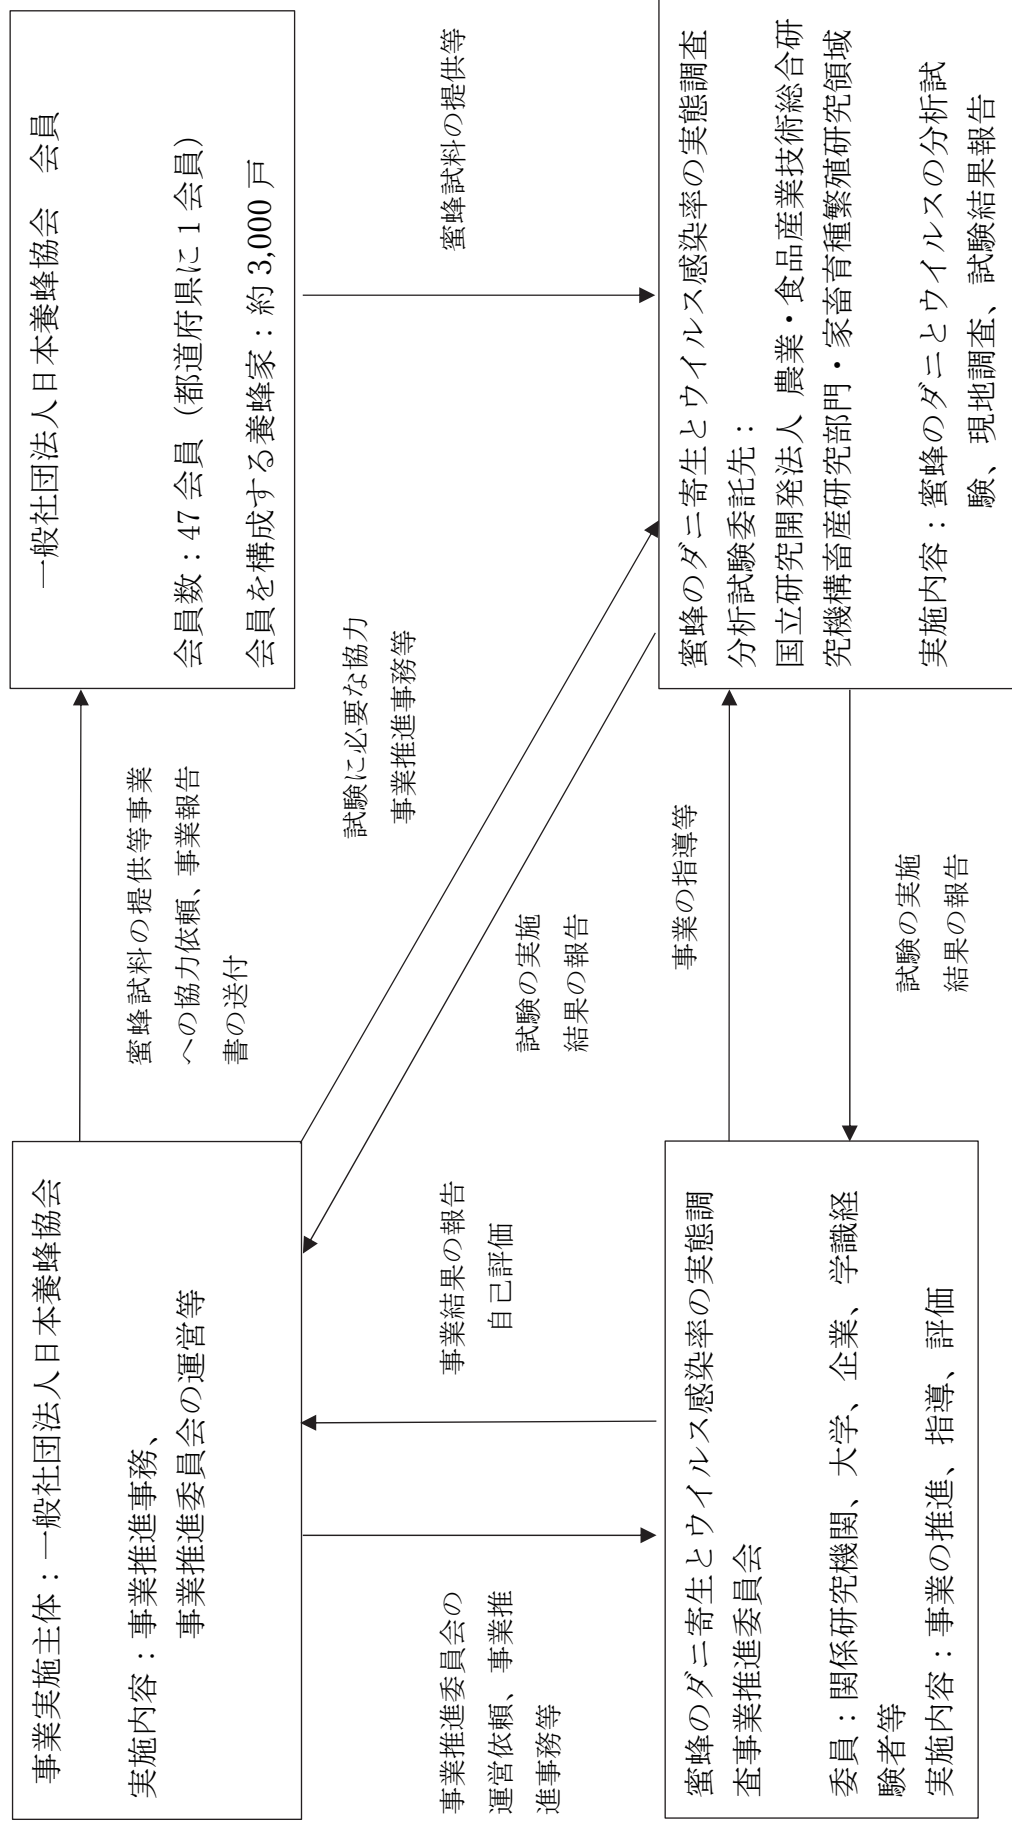 事業実施主体：一般社団法人日本養蜂協会
実施内容：事業推進事務、
事業推進委員会の運営等
蜜蜂試料の提供等事業
への協力依頼、事業報告
書の送付
一般社団法人日本養蜂協会　会員
会員数：47 会員（都道府県に 1 会員）
会員を構成する養蜂家：約 3,000 戸
事業推進委員会の
運営依頼、事業推
進事務等
事業結果の報告
自己評価
試験の実施
結果の報告
試験に必要な協力
事業推進事務等
蜜蜂試料の提供等
蜜蜂のダニ寄生とウイルス感染率の実態調
査事業推進委員会
委員：関係研究機関、大学、企業、学識経
験者等
実施内容：事業の推進、指導、評価
事業の指導等
試験の実施
結果の報告
蜜蜂のダニ寄生とウイルス感染率の実態調査
分析試験委託先：
国立研究開発法人 農業・食品産業技術総合研
究機構畜産研究部門・家畜育種繁殖研究領域
実施内容：蜜蜂のダニとウイルスの分析試
験、現地調査、試験結果報告